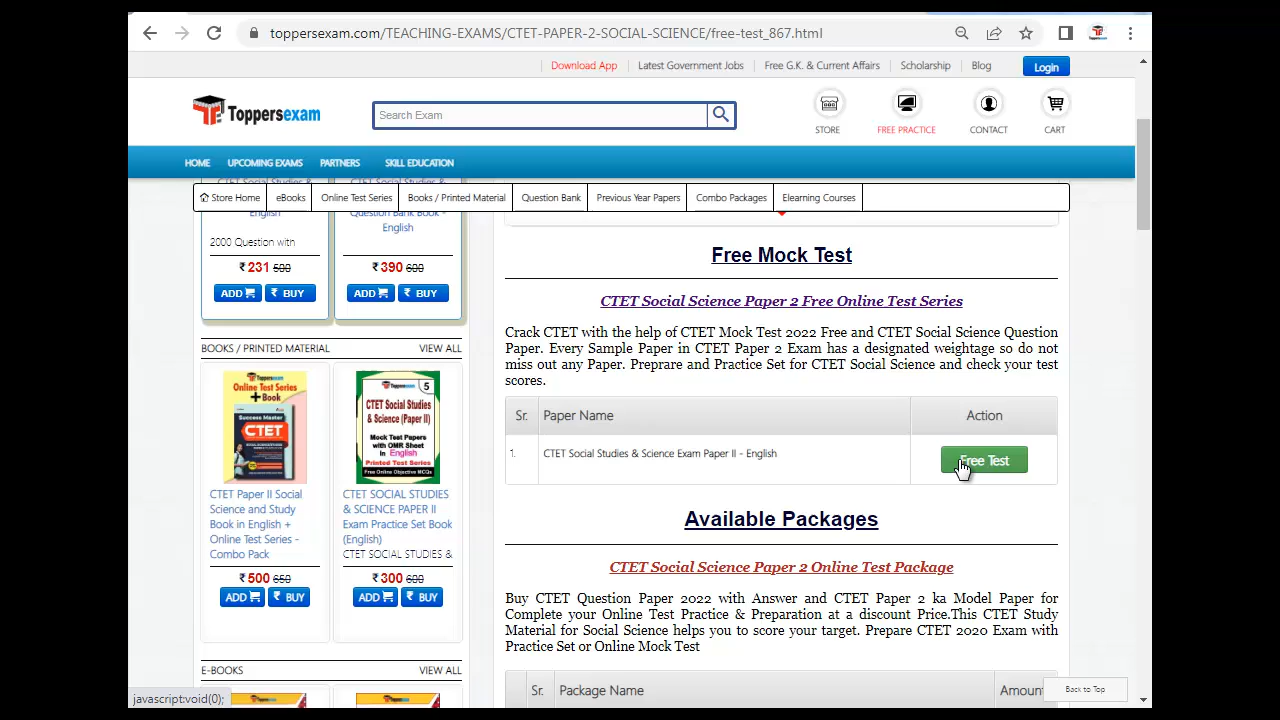 toppersexam.com/TEACHING-EXAMS/CTET-PAPER-2-SOCIAL-SCIENCE/free-test_867.html
Download App
Latest Government Jobs
Free G.K. & Current Affairs
Scholarship
Blog
Login
Toppersexam
Search Exam
STORE
FREE PRACTICE
CONTACT
CART
HOME
UPCOMING EXAMS
PARTNERS
SKILL EDUCATION
Store Home
eBooks
Online Test Series
Books / Printed Material
Question Bank
Previous Year Papers
Combo Packages
Elearning Courses
English
2000 Question with
₹ 231 500
ADD
₹ BUY
Question Bank Book -
English
₹ 390 600
ADD
₹ BUY
BOOKS / PRINTED MATERIAL
VIEW ALL
Toppersexam
Online Test Series
+Book
Success Master
CTET
CTET Paper II Social
Science and Study
Book in English +
Online Test Series -
Combo Pack
₹ 500 650
ADD
₹ BUY
Toppersexam
5
CTET Social Studies
& Science (Paper II)
Mock Test Papers
with OMR Sheet
in English
Printed Test Series
Free Online Objective MCQs
CTET SOCIAL STUDIES
& SCIENCE PAPER II
Exam Practice Set Book
(English)
CTET SOCIAL STUDIES &
₹ 300 600
ADD
₹ BUY
E-BOOKS
VIEW ALL
Free Mock Test
CTET Social Science Paper 2 Free Online Test Series
Crack CTET with the help of CTET Mock Test 2022 Free and CTET Social Science Question
Paper. Every Sample Paper in CTET Paper 2 Exam has a designated weightage so do not
miss out any Paper. Preprare and Practice Set for CTET Social Science and check your test
scores.
Sr.
Paper Name
Action
1.
CTET Social Studies & Science Exam Paper II - English
Free Test
Available Packages
CTET Social Science Paper 2 Online Test Package
Buy CTET Question Paper 2022 with Answer and CTET Paper 2 ka Model Paper for
Complete your Online Test Practice & Preparation at a discount Price.This CTET Study
Material for Social Science helps you to score your target. Prepare CTET 2020 Exam with
Practice Set or Online Mock Test
Sr.
Package Name
Amoun
Back to Top
javascript:void(0);